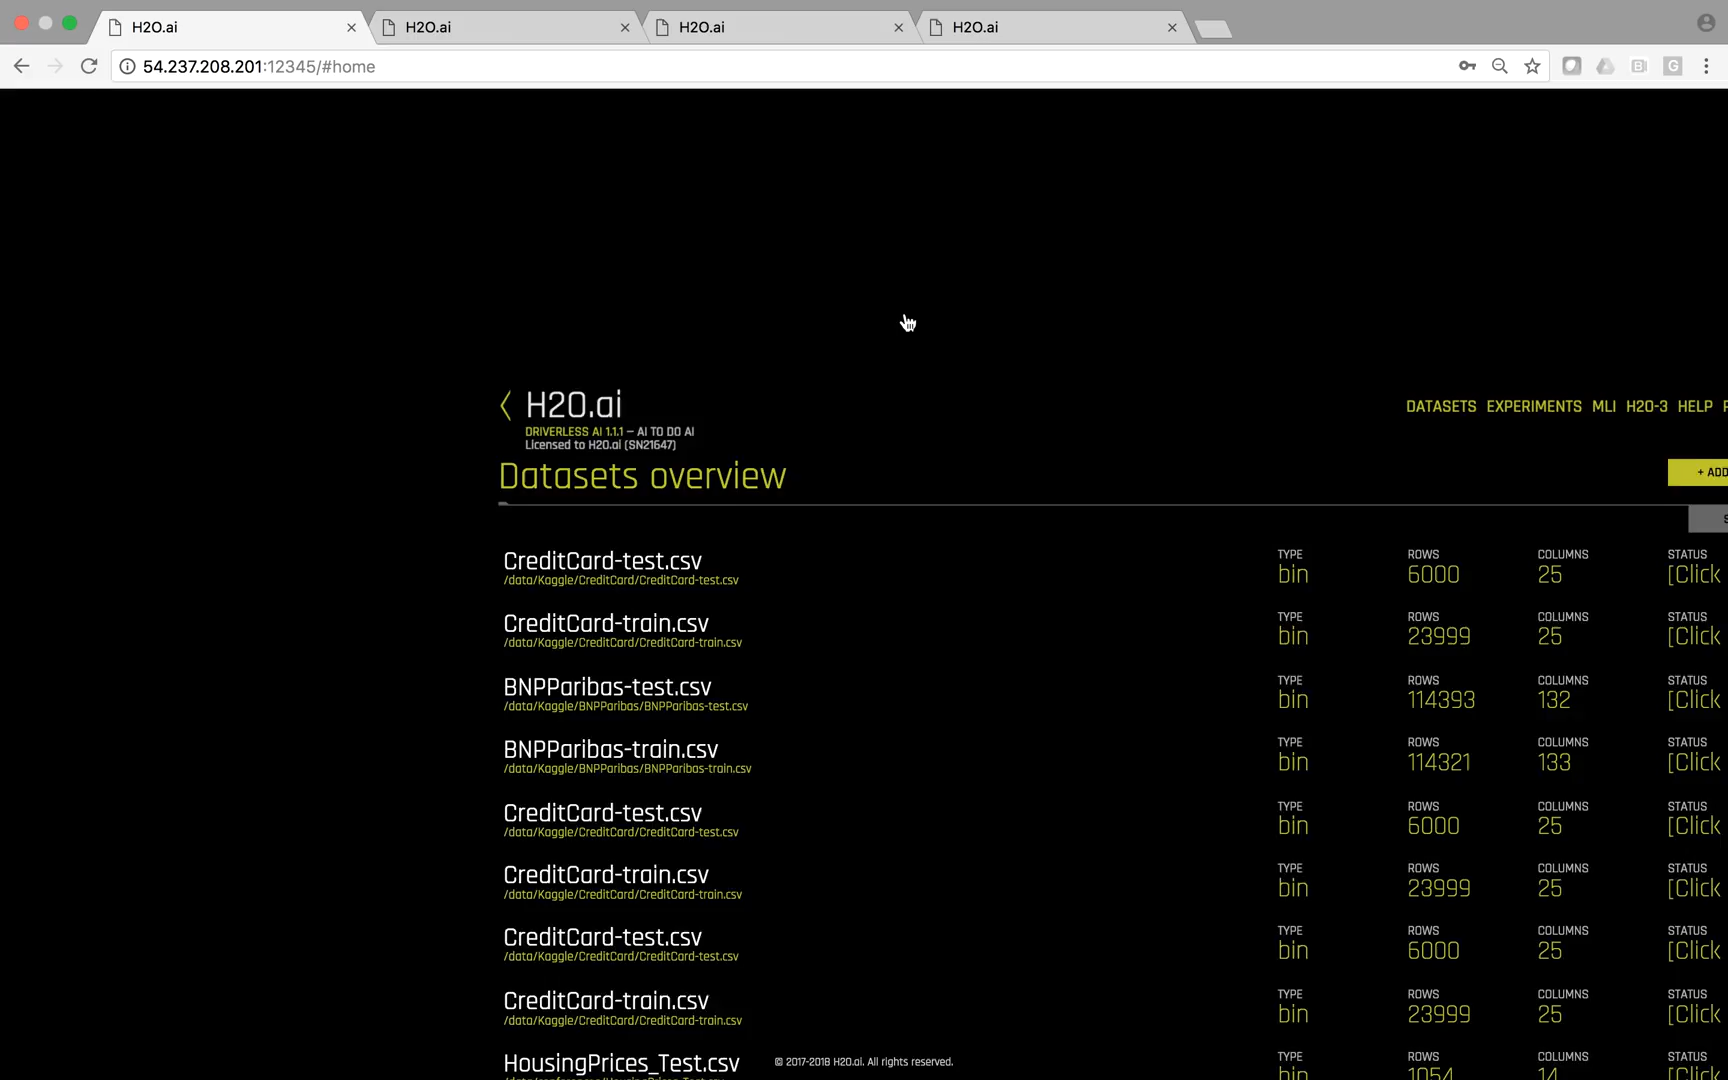 H2O.ai
H2O.ai
H2O.ai
H2O.ai
54.237.208.201:12345/#home
H2O.ai
DRIVERLESS AI 1.1.1 – AI TO DO AI
Licensed to H2O.ai (SN21647)
DATASETS EXPERIMENTS MLI H2O-3 HELP
Datasets overview
+ ADD
CreditCard-test.csv
/data/Kaggle/CreditCard/CreditCard-test.csv
TYPE ROWS COLUMNS STATUS
bin 6000 25 [Click
CreditCard-train.csv
/data/Kaggle/CreditCard/CreditCard-train.csv
TYPE ROWS COLUMNS STATUS
bin 23999 25 [Click
BNPParibas-test.csv
/data/Kaggle/BNPParibas/BNPParibas-test.csv
TYPE ROWS COLUMNS STATUS
bin 114393 132 [Click
BNPParibas-train.csv
/data/Kaggle/BNPParibas/BNPParibas-train.csv
TYPE ROWS COLUMNS STATUS
bin 114321 133 [Click
CreditCard-test.csv
/data/Kaggle/CreditCard/CreditCard-test.csv
TYPE ROWS COLUMNS STATUS
bin 6000 25 [Click
CreditCard-train.csv
/data/Kaggle/CreditCard/CreditCard-train.csv
TYPE ROWS COLUMNS STATUS
bin 23999 25 [Click
CreditCard-test.csv
/data/Kaggle/CreditCard/CreditCard-test.csv
TYPE ROWS COLUMNS STATUS
bin 6000 25 [Click
CreditCard-train.csv
/data/Kaggle/CreditCard/CreditCard-train.csv
TYPE ROWS COLUMNS STATUS
bin 23999 25 [Click
HousingPrices_Test.csv
© 2017-2018 H2O.ai. All rights reserved.
TYPE ROWS COLUMNS STATUS
bin 1054 14 [Click